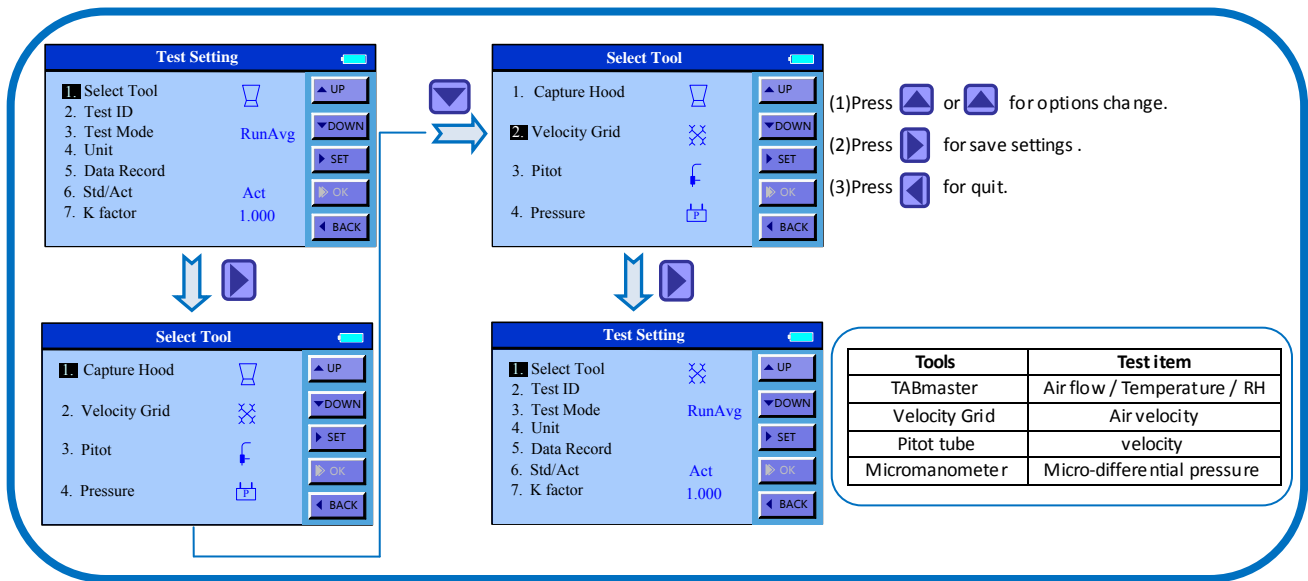 Test Setting
1. Select Tool
2. Test ID
3. Test Mode RunAvg
4. Unit
5. Data Record
6. Std/Act Act
7. K factor 1.000
UP
DOWN
SET
OK
BACK
Select Tool
1. Capture Hood
2. Velocity Grid
3. Pitot
4. Pressure
P
UP
DOWN
SET
OK
BACK
(1)Press or for options change.
(2)Press for save settings .
(3)Press for quit.
Select Tool
1. Capture Hood
2. Velocity Grid
3. Pitot
4. Pressure
P
UP
DOWN
SET
OK
BACK
Test Setting
1. Select Tool
2. Test ID
3. Test Mode RunAvg
4. Unit
5. Data Record
6. Std/Act Act
7. K factor 1.000
UP
DOWN
SET
OK
BACK
Tools Test item
TABmaster Air flow / Temperature / RH
Velocity Grid Air velocity
Pitot tube velocity
Micromanometer Micro-differential pressure